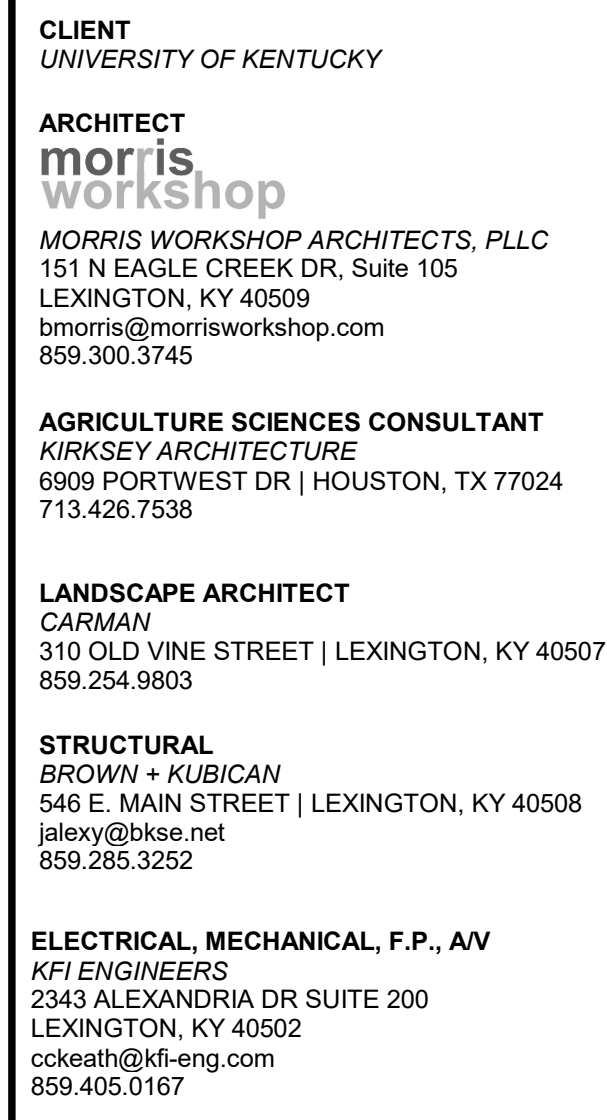 CLIENT
UNIVERSITY OF KENTUCKY
ARCHITECT
morris
workshop
MORRIS WORKSHOP ARCHITECTS, PLLC
151 N EAGLE CREEK DR, Suite 105
LEXINGTON, KY 40509
bmorris@morrisworkshop.com
859.300.3745
AGRICULTURE SCIENCES CONSULTANT
KIRKSEY ARCHITECTURE
6909 PORTWEST DR | HOUSTON, TX 77024
713.426.7538
LANDSCAPE ARCHITECT
CARMAN
310 OLD VINE STREET | LEXINGTON, KY 40507
859.254.9803
STRUCTURAL
BROWN + KUBICAN
546 E. MAIN STREET | LEXINGTON, KY 40508
jalexy@bkse.net
859.285.3252
ELECTRICAL, MECHANICAL, F.P., A/V
KFI ENGINEERS
2343 ALEXANDRIA DR SUITE 200
LEXINGTON, KY 40502
cckeath@kfi-eng.com
859.405.0167